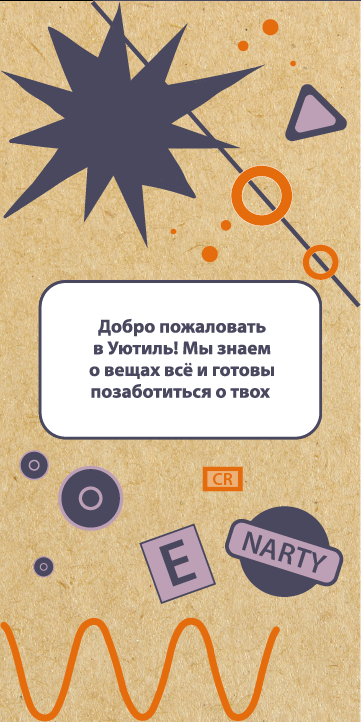 Добро пожаловать
в Уютиль! Мы знаем
о вещах всё и готовы
позаботиться о твох
CR
E
NARTY